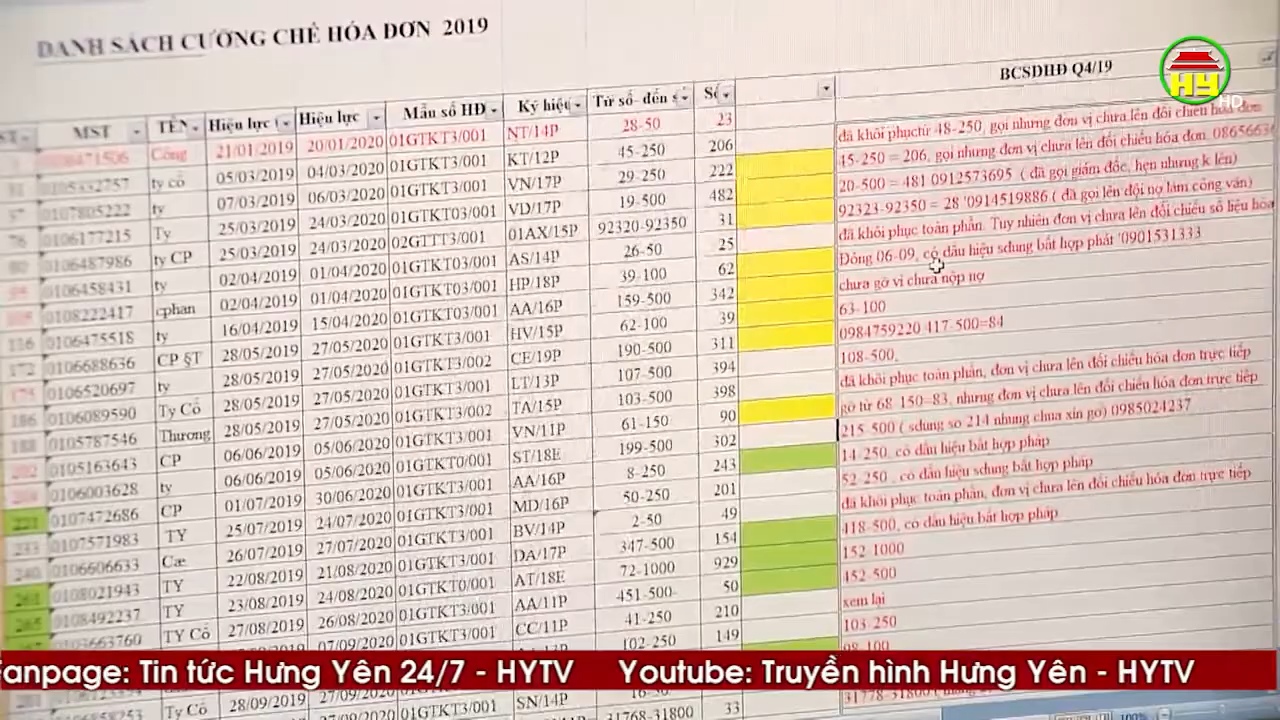 DANH SÁCH CƯỠNG CHẾ HÓA ĐƠN 2019
BCSDHĐ Q4/19
HY HD
MST TÊN Hiệu lực Hiệu lực Mẫu số HĐ Ký hiệu Từ số- đến s Số
471506 Công 21/01/2019 20/01/2020 01GTKT3/001 NT/14P 28-50 23 đã khôi phụctừ 48-250, gọi nhưng đơn vị chưa lên đối chiếu hóa đơn
0105332757 ty cổ 05/03/2019 04/03/2020 01GTKT3/001 KT/12P 45-250 206 45-250 = 206, gọi nhưng đơn vị chưa lên đối chiếu hóa đơn.
0107805222 ty 07/03/2019 06/03/2020 01GTKT3/001 VN/17P 29-250 222 20-500 = 481 0912573695 ( đã gọi giám đốc, hẹn nhưng k lên)
0106177215 Ty 25/03/2019 24/03/2020 01GTKT03/001 VD/17P 19-500 482 92323-92350 = 28 '0914519886 ( đã gọi lên đội nợ làm công văn)
0106487986 ty CP 25/03/2019 24/03/2020 02GTTT3/001 01AX/15P 92320-92350 31 đã khôi phục toàn phần. Tuy nhiên đơn vị chưa lên đối chiếu số liệu hóa
0106458431 ty 02/04/2019 01/04/2020 01GTKT03/001 AS/14P 26-50 25 Đóng 06-09, có dấu hiệu sdung bất hợp phát '0901531333
0108222417 cphan 02/04/2019 01/04/2020 01GTKT3/001 HP/18P 39-100 62 chưa gỡ vì chưa nộp nợ
0106475518 ty 16/04/2019 15/04/2020 01GTKT03/001 AA/16P 159-500 342 63-100
172 0106688636 CP §T 28/05/2019 27/05/2020 01GTKT3/001 HV/15P 62-100 39 0984759220 417-500=84
0106520697 ty 28/05/2019 27/05/2020 01GTKT3/002 CE/19P 190-500 311 108-500,
186 0106089590 Ty Cổ 28/05/2019 27/05/2020 01GTKT3/001 LT/13P 107-500 394 đã khôi phục toàn phần, đơn vị chưa lên đối chiếu hóa đơn trực tiếp
188 0105787546 Thương 28/05/2019 27/05/2020 01GTKT3/002 TA/15P 103-500 398 gỡ từ 68-150=83, nhưng đơn vị chưa lên đối chiếu hóa đơn trực tiếp
0105163643 CP 06/06/2019 05/06/2020 01GTKT3/001 VN/11P 61-150 90 215-500 ( sdung so 214 nhung chua xin go) 0985024237
0106003628 ty 06/06/2019 05/06/2020 01GTKT0/001 ST/18E 199-500 302 14-250, có dấu hiệu bất hợp pháp
221 0107472686 CP 01/07/2019 30/06/2020 01GTKT3/001 AA/16P 8-250 243 52-250 , có dấu hiệu sdung bất hợp pháp
233 0107571983 TY 25/07/2019 24/07/2020 01GTKT3/001 MD/16P 50-250 201 đã khôi phục toàn phần, đơn vị chưa lên đối chiếu hóa đơn trực tiếp
240 0106606633 Cæ 26/07/2019 27/07/2020 01GTKT3/001 BV/14P 2-50 49 418-500, có dấu hiệu bất hợp pháp
0108021943 TY 22/08/2019 21/08/2020 01GTKT3/001 DA/17P 347-500 154 152-1000
265 0108492237 TY 23/08/2019 24/08/2020 01GTKT0/001 AT/18E 72-1000 929 452-500
0103663760 TY Cổ 27/08/2019 26/08/2020 01GTKT3/001 AA/11P 451-500 50 xem lại
07/09/2020 01GTKT3/001 CC/11P 41-250 210 103-250
102-250 149
Fanpage: Tin tức Hưng Yên 24/7 - HYTV Youtube: Truyền hình Hưng Yên - HYTV
Ty Cổ 28/09/2019 27/09/2020 SN/14P 31768-31800 33 31778-31800
100%